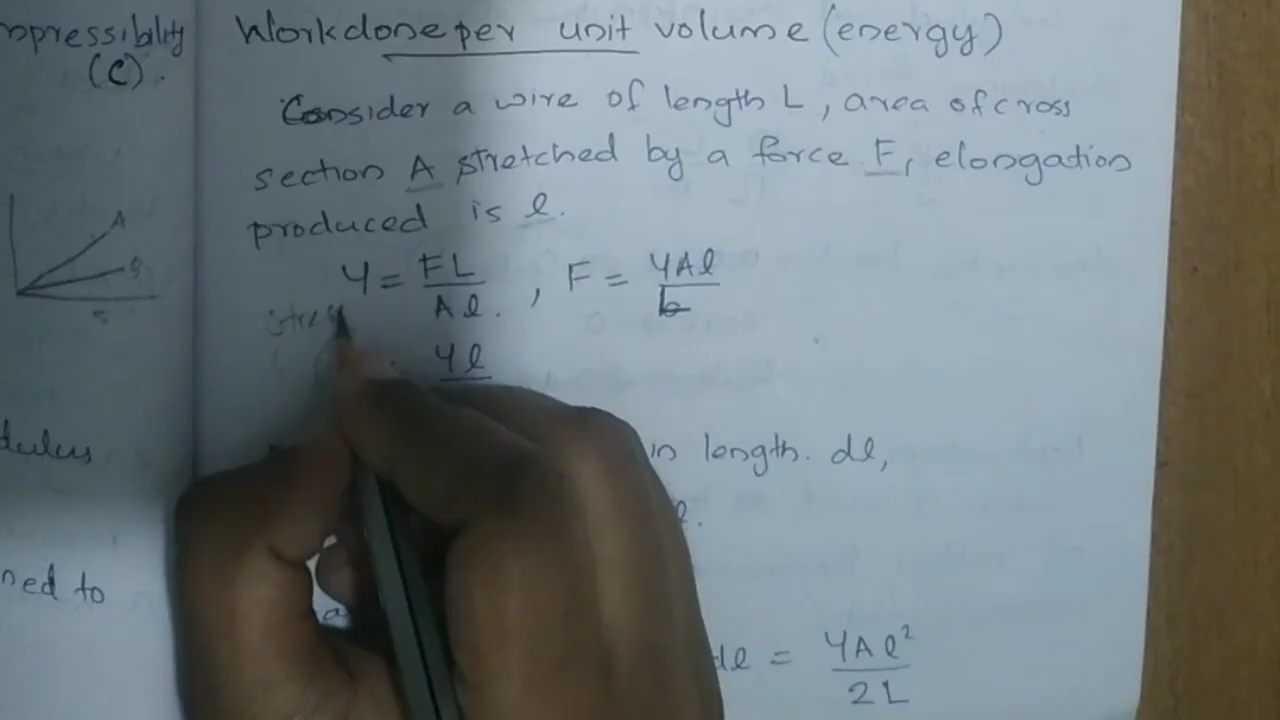 (C).
A
B
dulus
ned to
Workdone per unit volume (energy)
Consider a wire of length L, area of cross
section A stretched by a force F, elongation
produced is l.
Y = FL / Al. , F = YAl / L
Yl
in length. dl,
l.
dl = YAl² / 2L